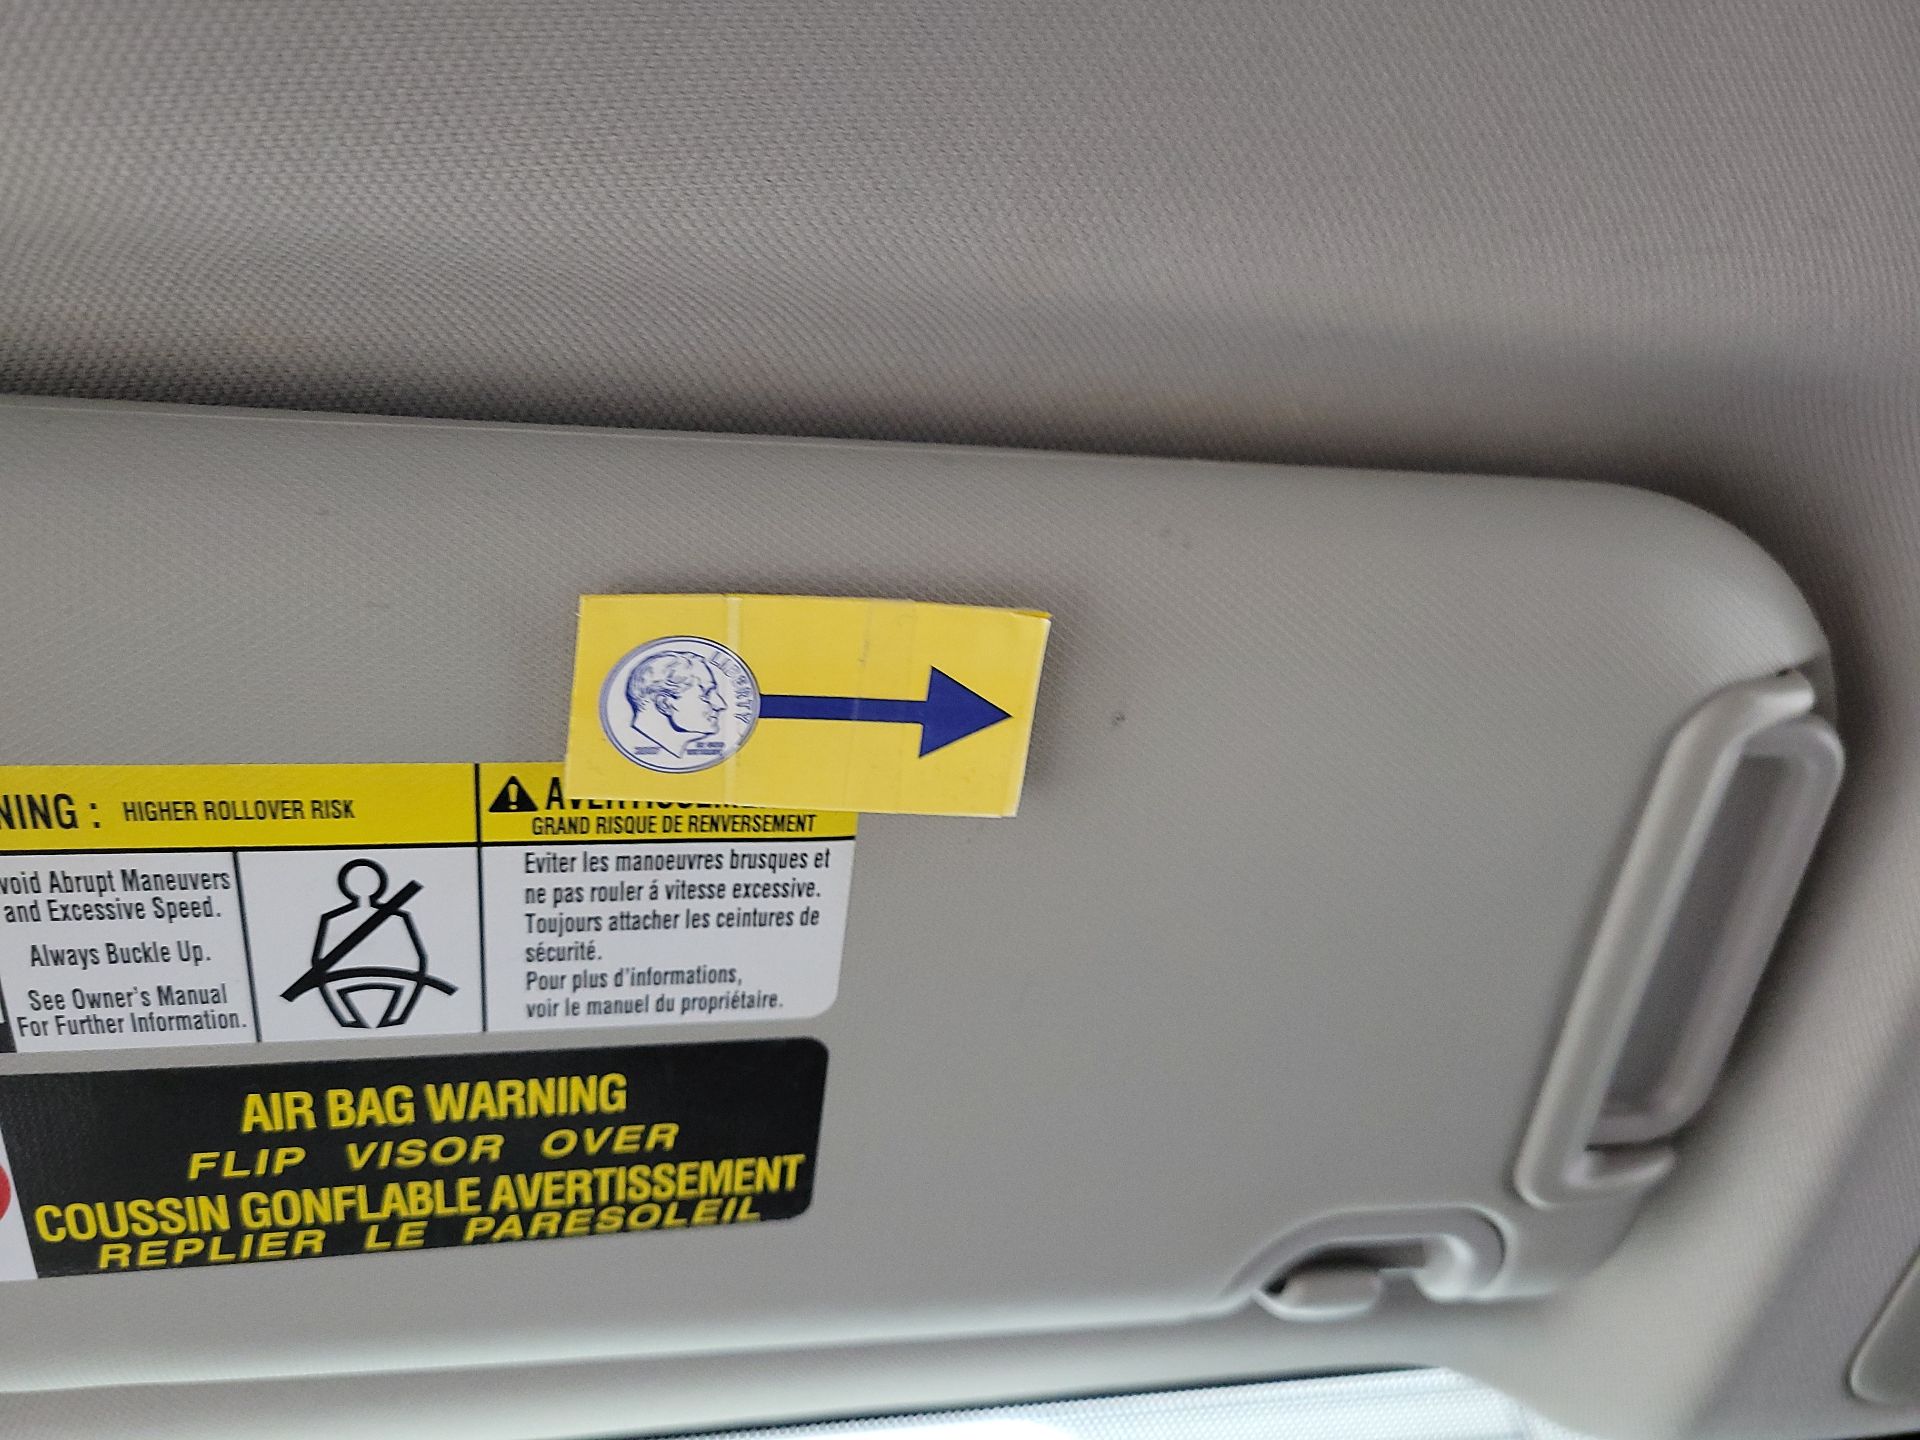 LIBERTY
NING : HIGHER ROLLOVER RISK
GRAND RISQUE DE RENVERSEMENT
void Abrupt Maneuvers
and Excessive Speed.
Always Buckle Up.
See Owner's Manual
For Further Information.
Eviter les manoeuvres brusques et
ne pas rouler á vitesse excessive.
Toujours attacher les ceintures de
sécurité.
Pour plus d'informations,
voir le manuel du propriétaire.
AIR BAG WARNING
FLIP VISOR OVER
COUSSIN GONFLABLE AVERTISSEMENT
REPLIER LE PARESOLEIL